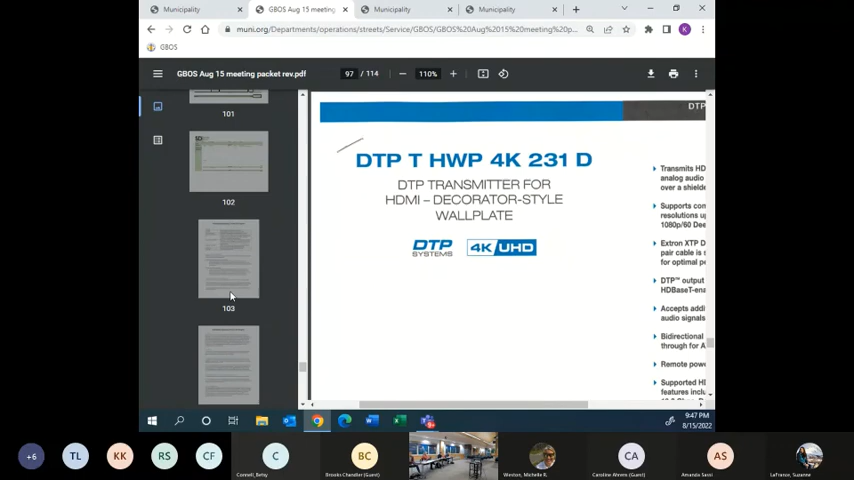 Municipality
GBOS Aug 15 meeting
Municipality
Municipality
muni.org/Departments/operations/streets/Service/GBOS/GBOS%20Aug%2015%20meeting%20p...
K
GBOS
GBOS Aug 15 meeting packet rev.pdf
97 / 114
110%
101
102
103
DTP
DTP T HWP 4K 231 D
DTP TRANSMITTER FOR
HDMI – DECORATOR-STYLE
WALLPLATE
DTP
SYSTEMS
4K UHD
Transmits HD
analog audio
over a shielde
Supports con
resolutions up
1080p/60 Dee
Extron XTP D
pair cable is s
for optimal pe
DTP™ output
HDBaseT-ena
Accepts addi
audio signals
Bidirectional
through for A
Remote powe
Supported HD
features inclu
9:47 PM
8/15/2022
+6
TL
KK
RS
CF
C
BC
CA
AS
Connell, Betsy
Brooks Chandler (Guest)
Weston, Michelle R.
Caroline Ahrens (Guest)
Amanda Sassi
LaFrance, Suzanne